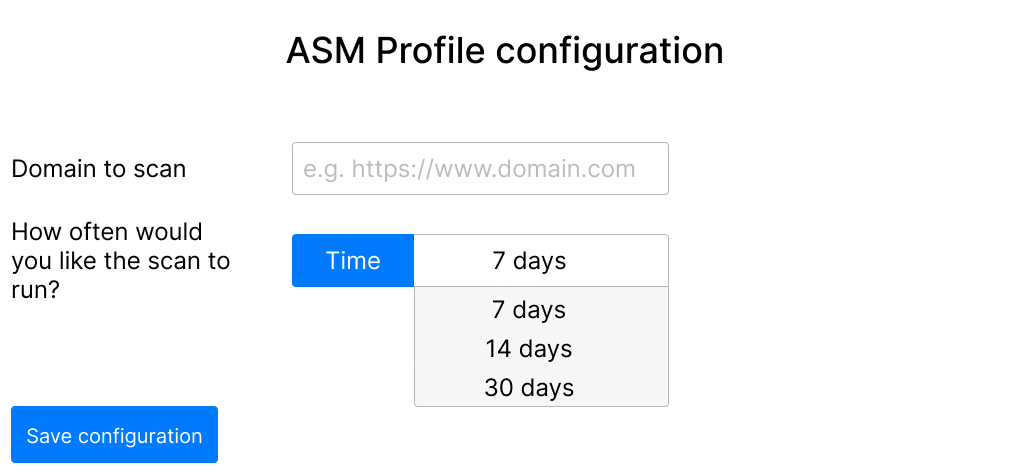 ASM Profile configuration
Domain to scan
e.g. https://www.domain.com
How often would
you like the scan to
run?
Time
7 days
7 days
14 days
30 days
Save configuration